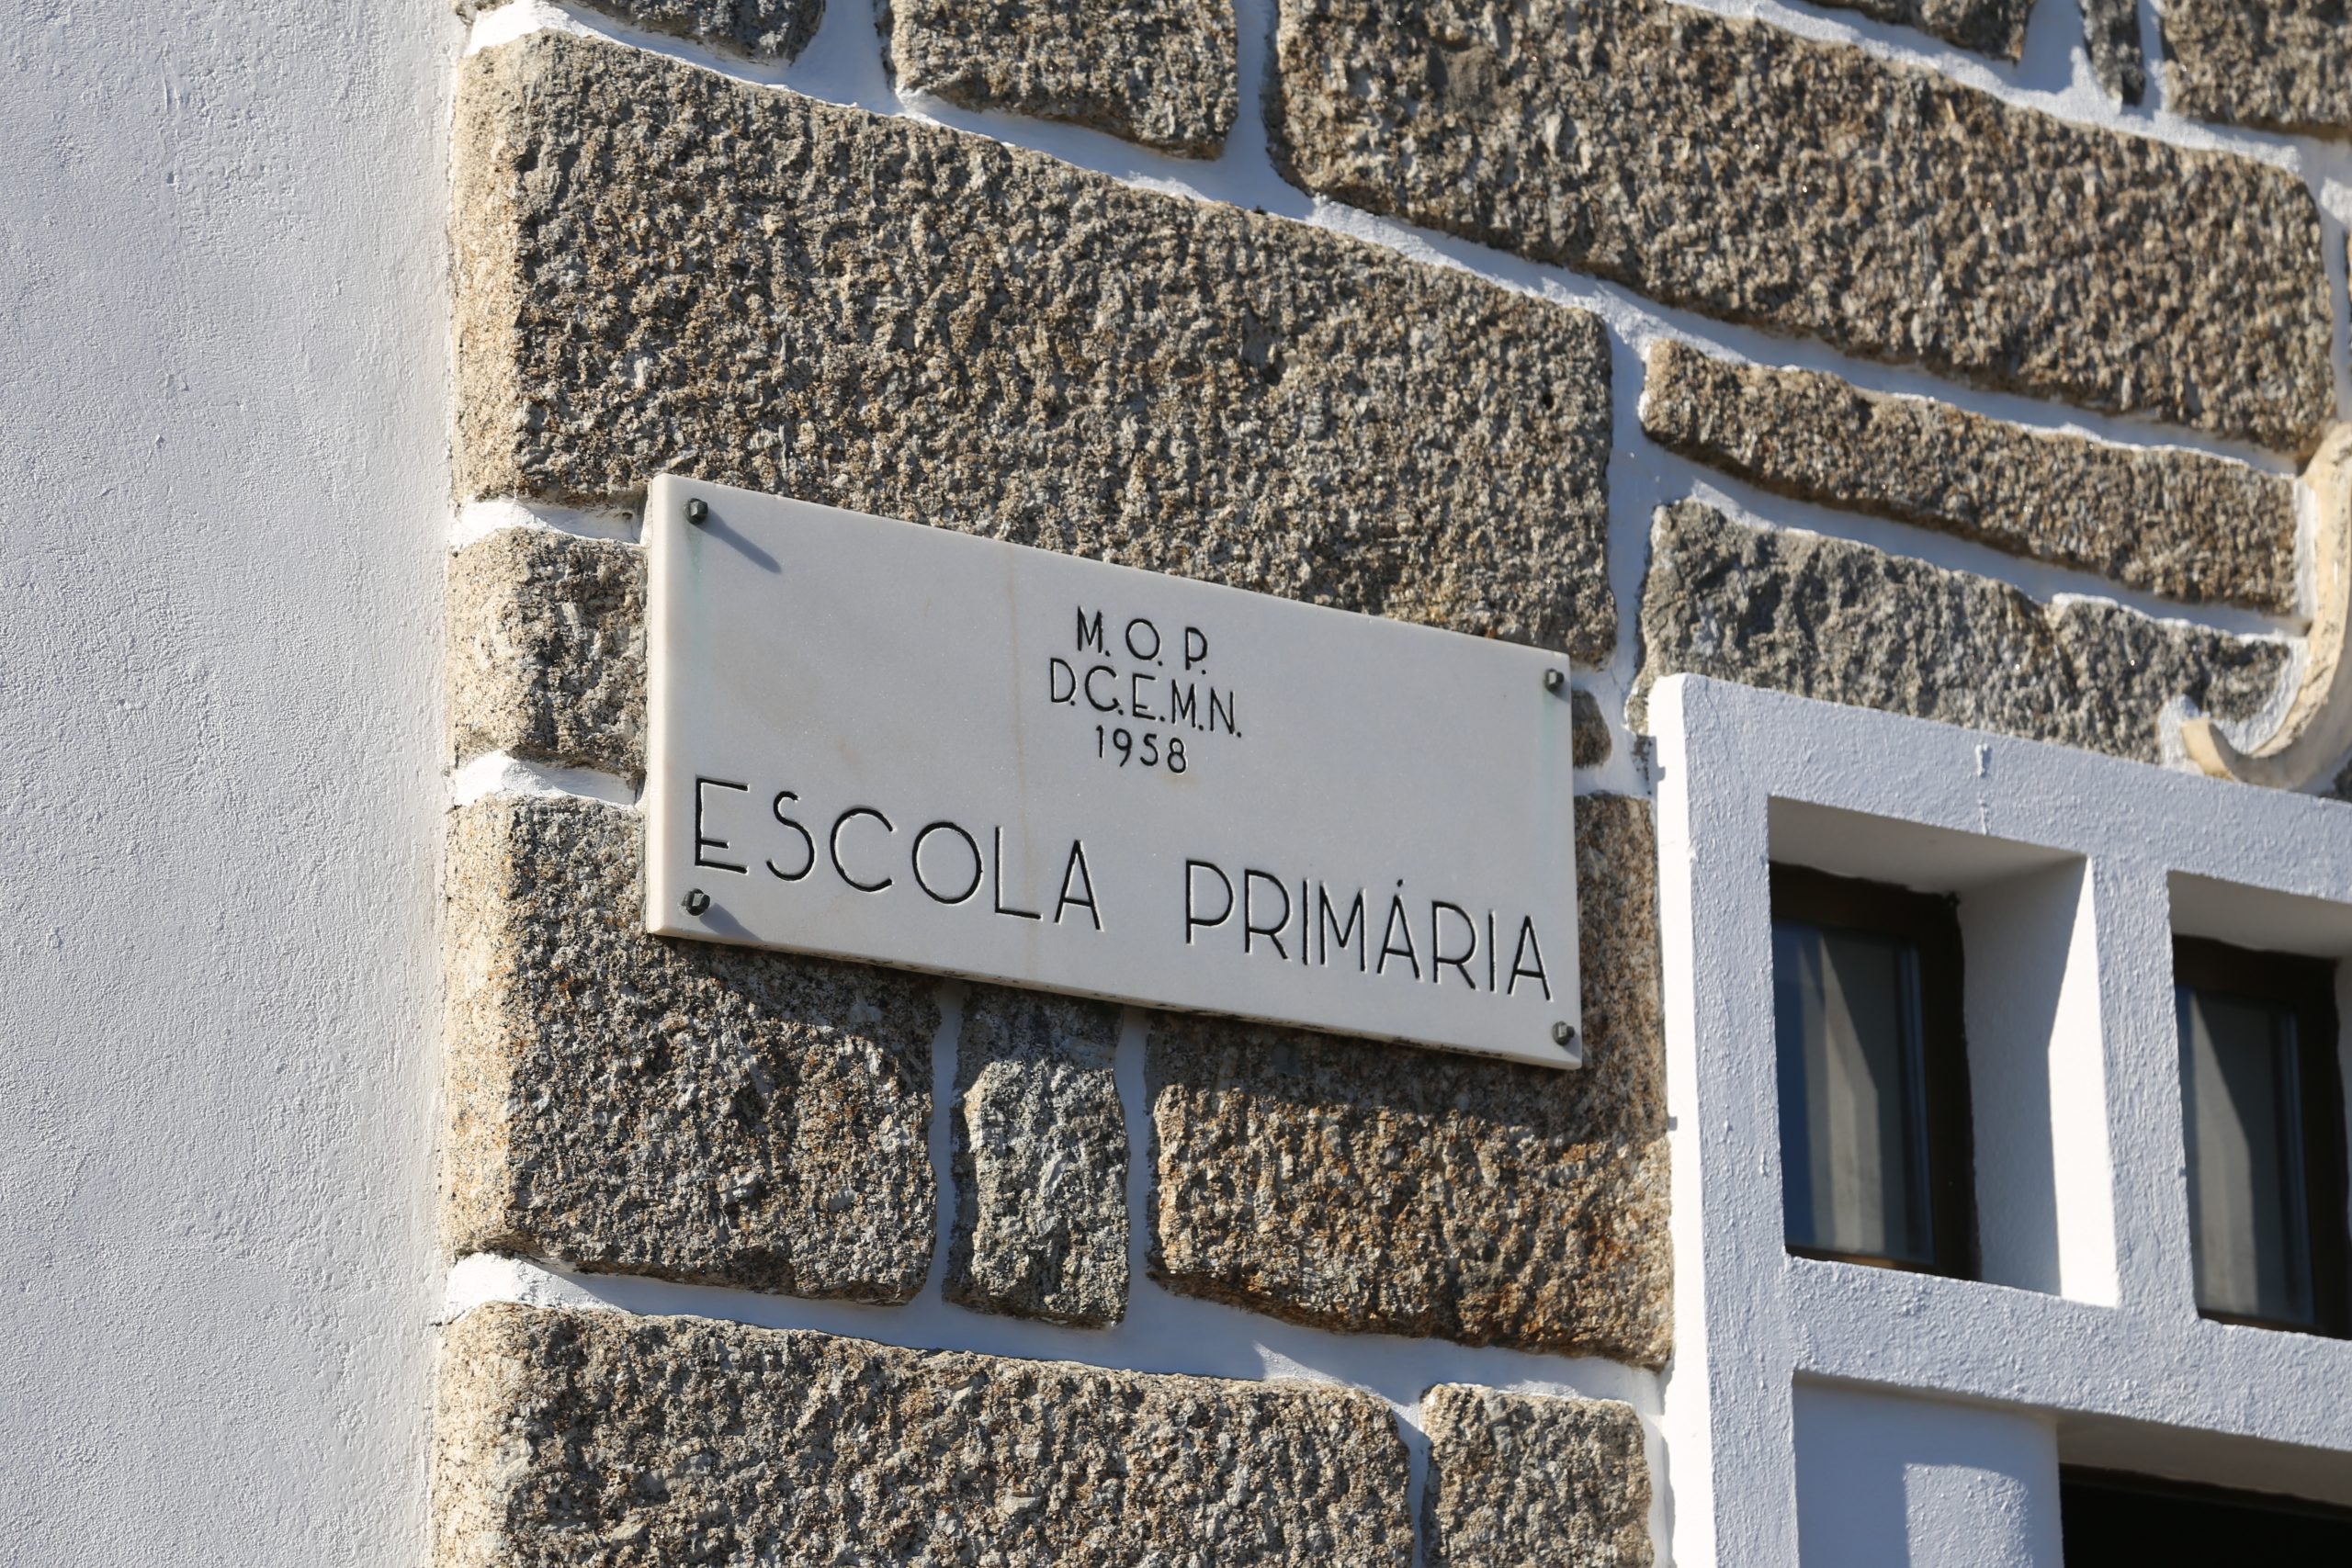 M. O. P.
D.G.E.M.N.
1958
ESCOLA PRIMÁRIA